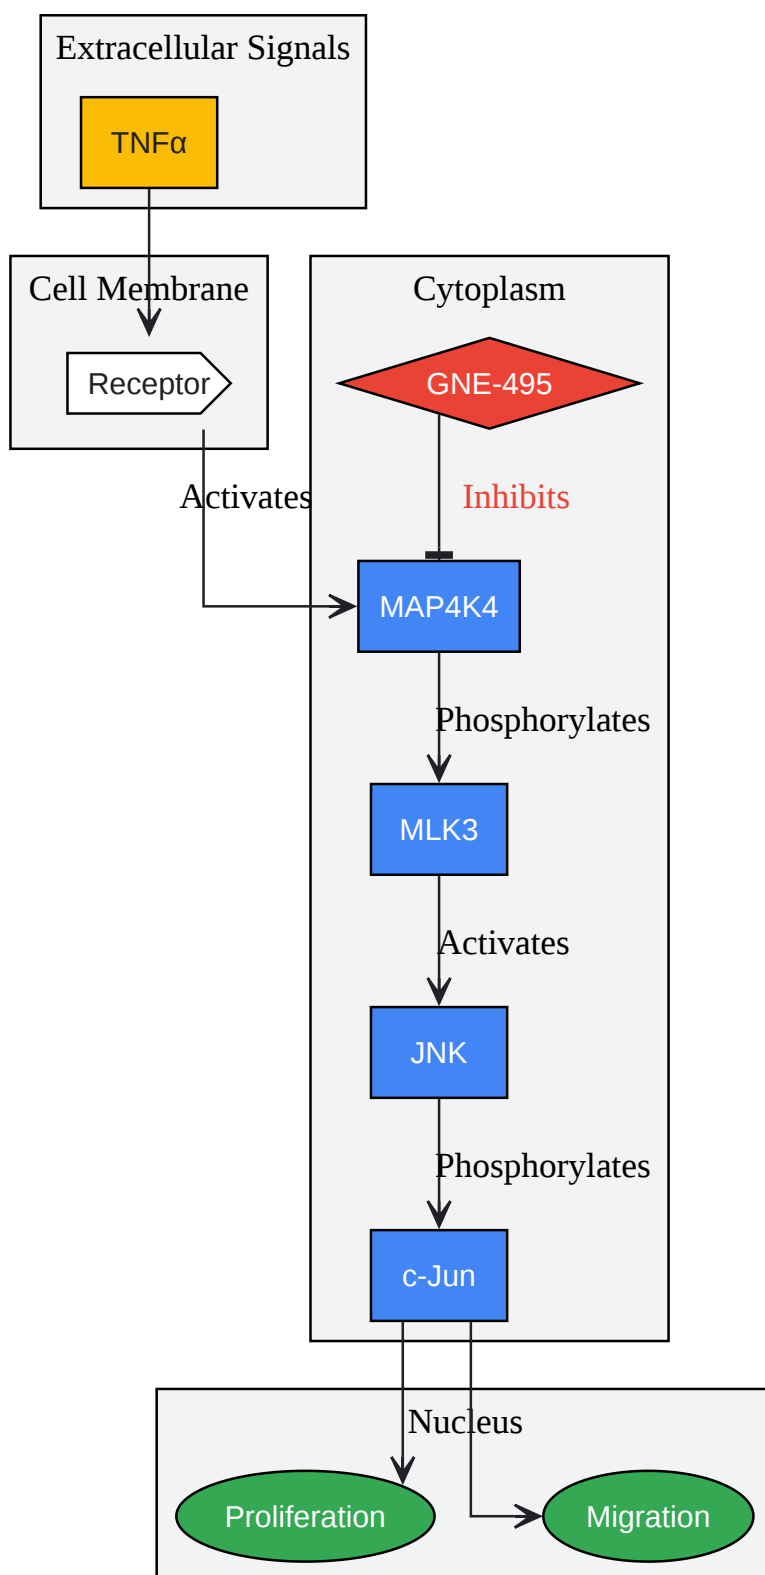 Extracellular Signals
TNFα
Cell Membrane
Receptor
Cytoplasm
GNE-495
Activates
Inhibits
MAP4K4
Phosphorylates
MLK3
Activates
JNK
Phosphorylates
c-Jun
Nucleus
Proliferation
Migration